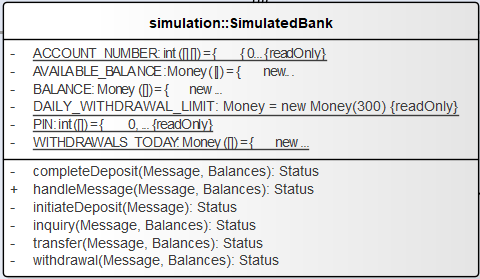 simulation::SimulatedBank
- ACCOUNT_NUMBER: int ([][]) = { { 0... {readOnly}
- AVAILABLE_BALANCE: Money ([]) = { new...
- BALANCE: Money ([]) = { new ...
- DAILY_WITHDRAWAL_LIMIT: Money = new Money(300) {readOnly}
- PIN: int ([]) = { 0, ... {readOnly}
- WITHDRAWALS_TODAY: Money ([]) = { new ...
- completeDeposit(Message, Balances): Status
+ handleMessage(Message, Balances): Status
- initiateDeposit(Message): Status
- inquiry(Message, Balances): Status
- transfer(Message, Balances): Status
- withdrawal(Message, Balances): Status